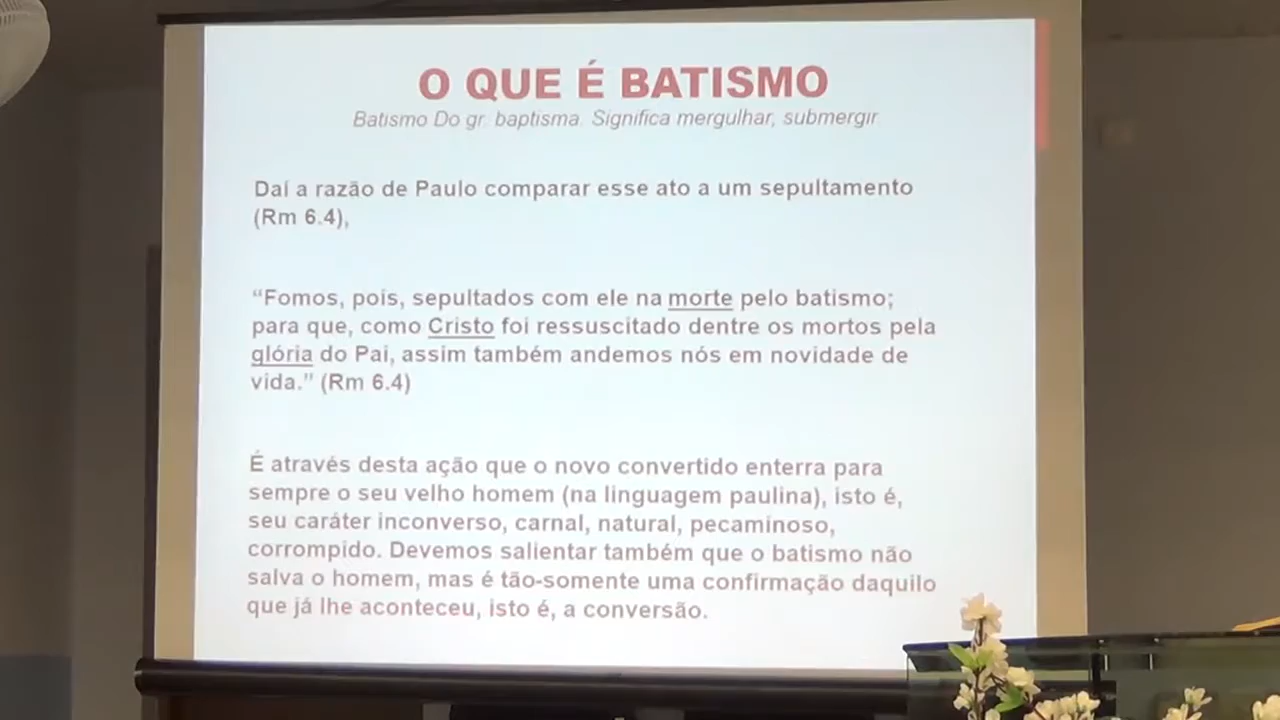 O QUE É BATISMO
Batismo Do gr. baptisma. Significa mergulhar, submergir
Daí a razão de Paulo comparar esse ato a um sepultamento
(Rm 6.4),
“Fomos, pois, sepultados com ele na morte pelo batismo;
para que, como Cristo foi ressuscitado dentre os mortos pela
glória do Pai, assim também andemos nós em novidade de
vida.” (Rm 6.4)
É através desta ação que o novo convertido enterra para
sempre o seu velho homem (na linguagem paulina), isto é,
seu caráter inconverso, carnal, natural, pecaminoso,
corrompido. Devemos salientar também que o batismo não
salva o homem, mas é tão-somente uma confirmação daquilo
que já lhe aconteceu, isto é, a conversão.